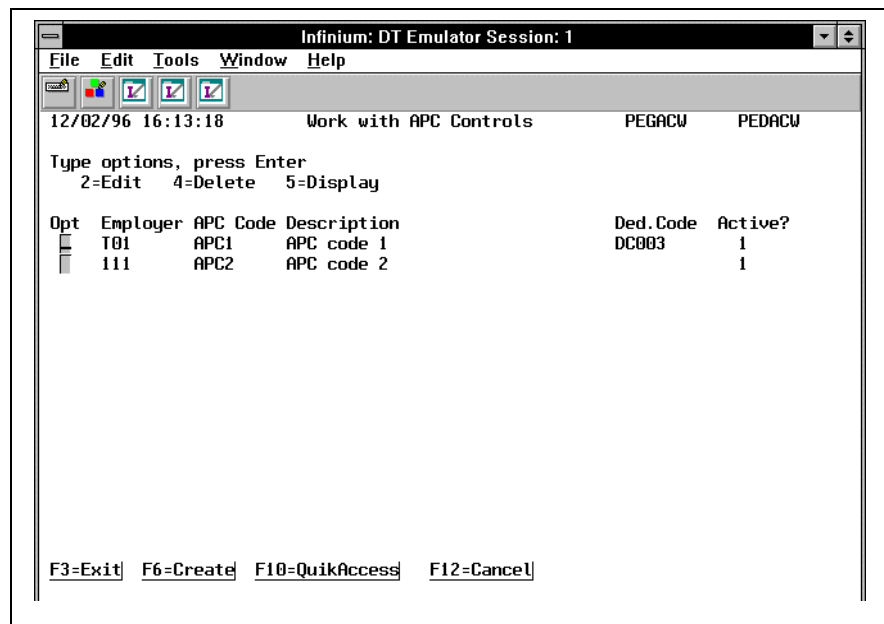 Infinium: DT Emulator Session: 1
File Edit Tools Window Help
12/02/96 16:13:18 Work with APC Controls PEGACW PEDACW
Type options, press Enter
2=Edit 4=Delete 5=Display
Opt Employer APC Code Description Ded.Code Active?
T01 APC1 APC code 1 DC003 1
111 APC2 APC code 2 1
F3=Exit F6=Create F10=QuikAccess F12=Cancel